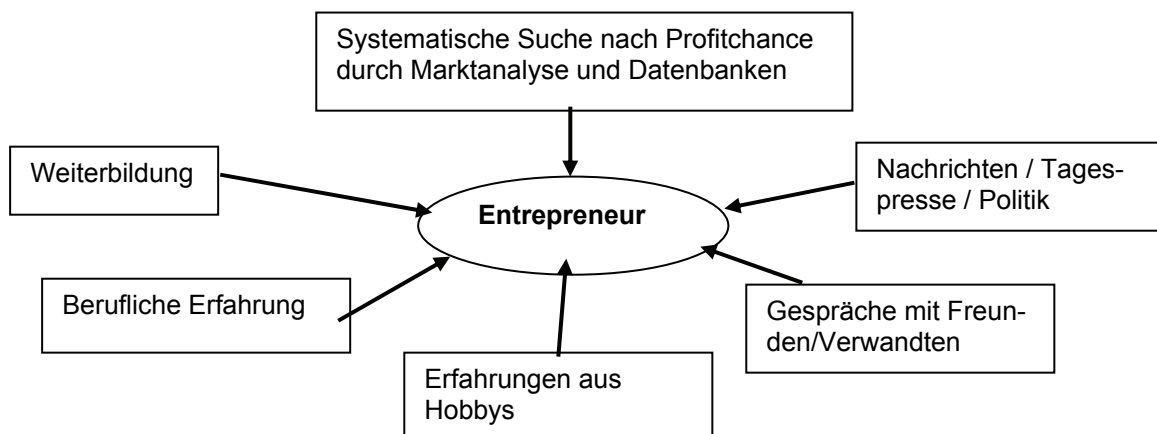 Systematische Suche nach Profitchance
durch Marktanalyse und Datenbanken
Weiterbildung
Nachrichten / Tages-
presse / Politik
Entrepreneur
Berufliche Erfahrung
Gespräche mit Freun-
den/Verwandten
Erfahrungen aus
Hobbys